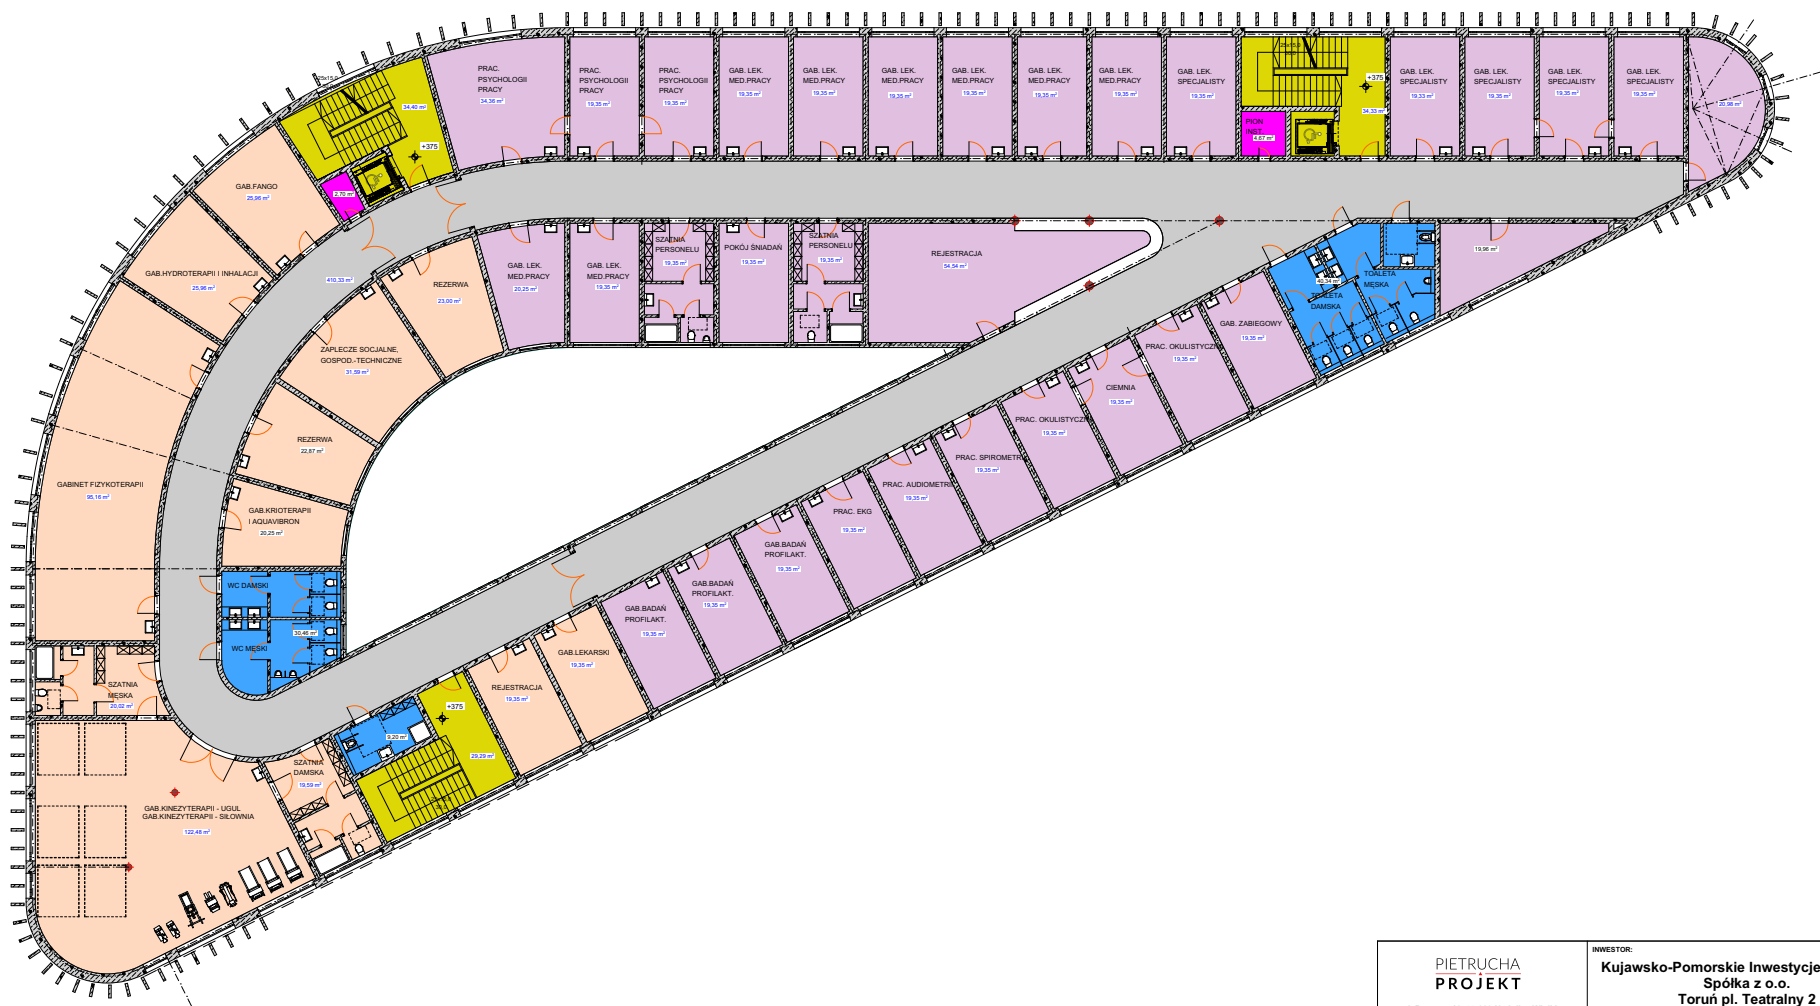 PRAC.
PSYCHOLOGII
PRACY
34,36 m²
PRAC.
PSYCHOLOGII
PRACY
19,35 m²
PRAC.
PSYCHOLOGII
PRACY
19,35 m²
GAB. LEK.
MED.PRACY
19,35 m²
GAB. LEK.
MED.PRACY
19,35 m²
GAB. LEK.
MED.PRACY
19,35 m²
GAB. LEK.
MED.PRACY
19,35 m²
GAB. LEK.
MED.PRACY
19,35 m²
GAB. LEK.
MED.PRACY
19,35 m²
GAB. LEK.
SPECJALISTY
19,35 m²
+375
34,33 m²
PION
INST.
4,67 m²
GAB. LEK.
SPECJALISTY
19,33 m²
GAB. LEK.
SPECJALISTY
19,35 m²
GAB. LEK.
SPECJALISTY
19,35 m²
GAB. LEK.
SPECJALISTY
19,35 m²
20,98 m²
34,40 m²
+375
2,70 m²
GAB.FANGO
25,96 m²
GAB.HYDROTERAPII I INHALACJI
25,96 m²
410,33 m²
REZERWA
23,00 m²
GAB. LEK.
MED.PRACY
20,25 m²
GAB. LEK.
MED.PRACY
19,35 m²
SZATNIA
PERSONELU
19,35 m²
POKÓJ ŚNIADAŃ
19,35 m²
SZATNIA
PERSONELU
19,35 m²
REJESTRACJA
54,54 m²
19,96 m²
TOALETA
MĘSKA
40,34 m²
TOALETA
DAMSKA
GAB. ZABIEGOWY
19,35 m²
PRAC. OKULISTYCZN
19,35 m²
CIEMNIA
19,35 m²
PRAC. OKULISTYCZN
19,35 m²
PRAC. SPIROMETRI
19,35 m²
PRAC. AUDIOMETRI
19,35 m²
PRAC. EKG
19,35 m²
GAB.BADAŃ
PROFILAKT.
19,35 m²
GAB.BADAŃ
PROFILAKT.
19,35 m²
GAB.BADAŃ
PROFILAKT.
19,35 m²
GAB.LEKARSKI
19,35 m²
REJESTRACJA
19,35 m²
ZAPLECZE SOCJALNE,
GOSPOD.-TECHNICZNE
31,59 m²
REZERWA
22,87 m²
GABINET FIZYKOTERAPII
95,16 m²
GAB.KRIOTERAPII
I AQUAVIBRON
20,25 m²
WC DAMSKI
30,46 m²
WC MĘSKI
SZATNIA
MĘSKA
20,02 m²
+375
29,29 m²
9,20 m²
SZATNIA
DAMSKA
19,59 m²
GAB.KINEZYTERAPII - UGUL
GAB.KINEZYTERAPII - SIŁOWNIA
122,48 m²
PIETRUCHA
PROJEKT
INWESTOR:
Kujawsko-Pomorskie Inwestycje
Spółka z o.o.
Toruń pl. Teatralny 2